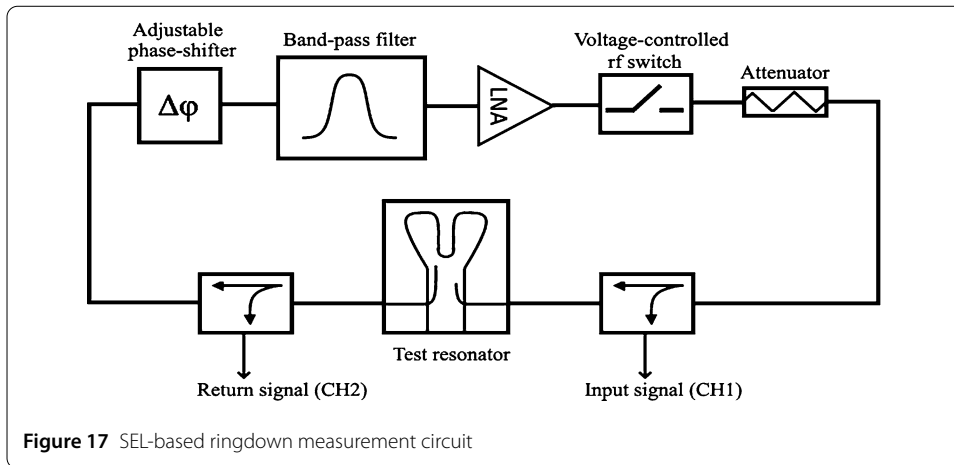 Adjustable
phase-shifter
Band-pass filter
Voltage-controlled
rf switch
Attenuator
Δφ
LNA
Test resonator
Return signal (CH2)
Input signal (CH1)
Figure 17 SEL-based ringdown measurement circuit